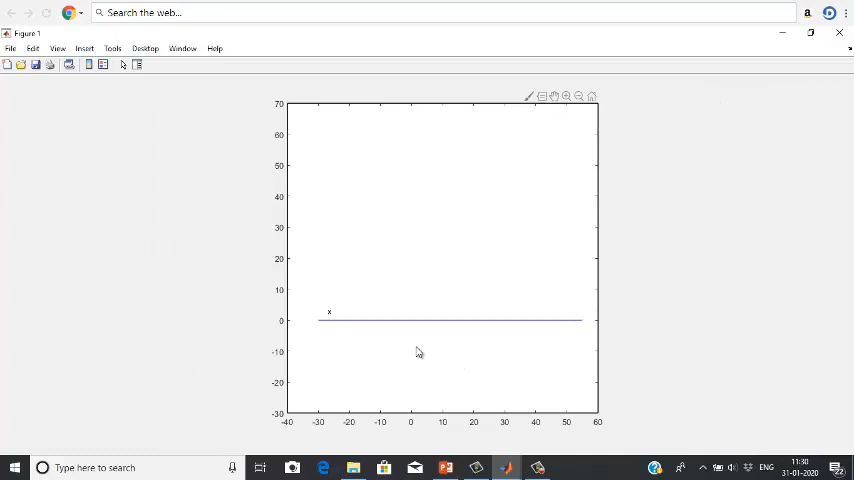 Search the web...
Figure 1
File Edit View Insert Tools Desktop Window Help
70
60
50
40
30
20
10
x
0
-10
-20
-30
-40 -30 -20 -10 0 10 20 30 40 50 60
Type here to search
ENG
11:30
31-01-2020
22